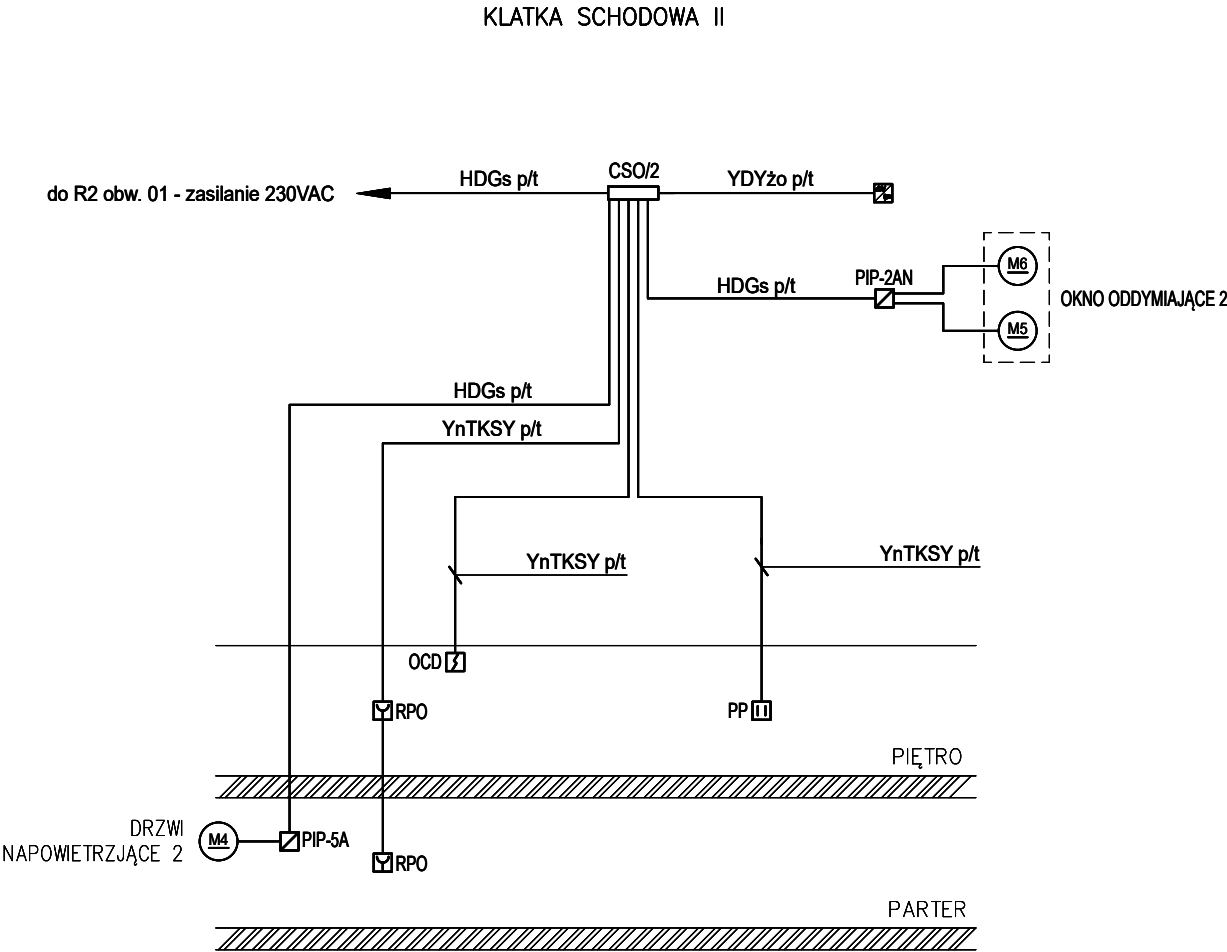 KLATKA SCHODOWA II
CSO/2
HDGs p/t
YDYżo p/t
do R2 obw. 01 - zasilanie 230VAC
M6
HDGs p/t
PIP-2AN
OKNO ODDYMIAJĄCE 2
M5
HDGs p/t
YnTKSY p/t
YnTKSY p/t
YnTKSY p/t
OCD
RPO
PP
PIĘTRO
DRZWI
NAPOWIETRZJĄCE 2
M4
PIP-5A
RPO
PARTER